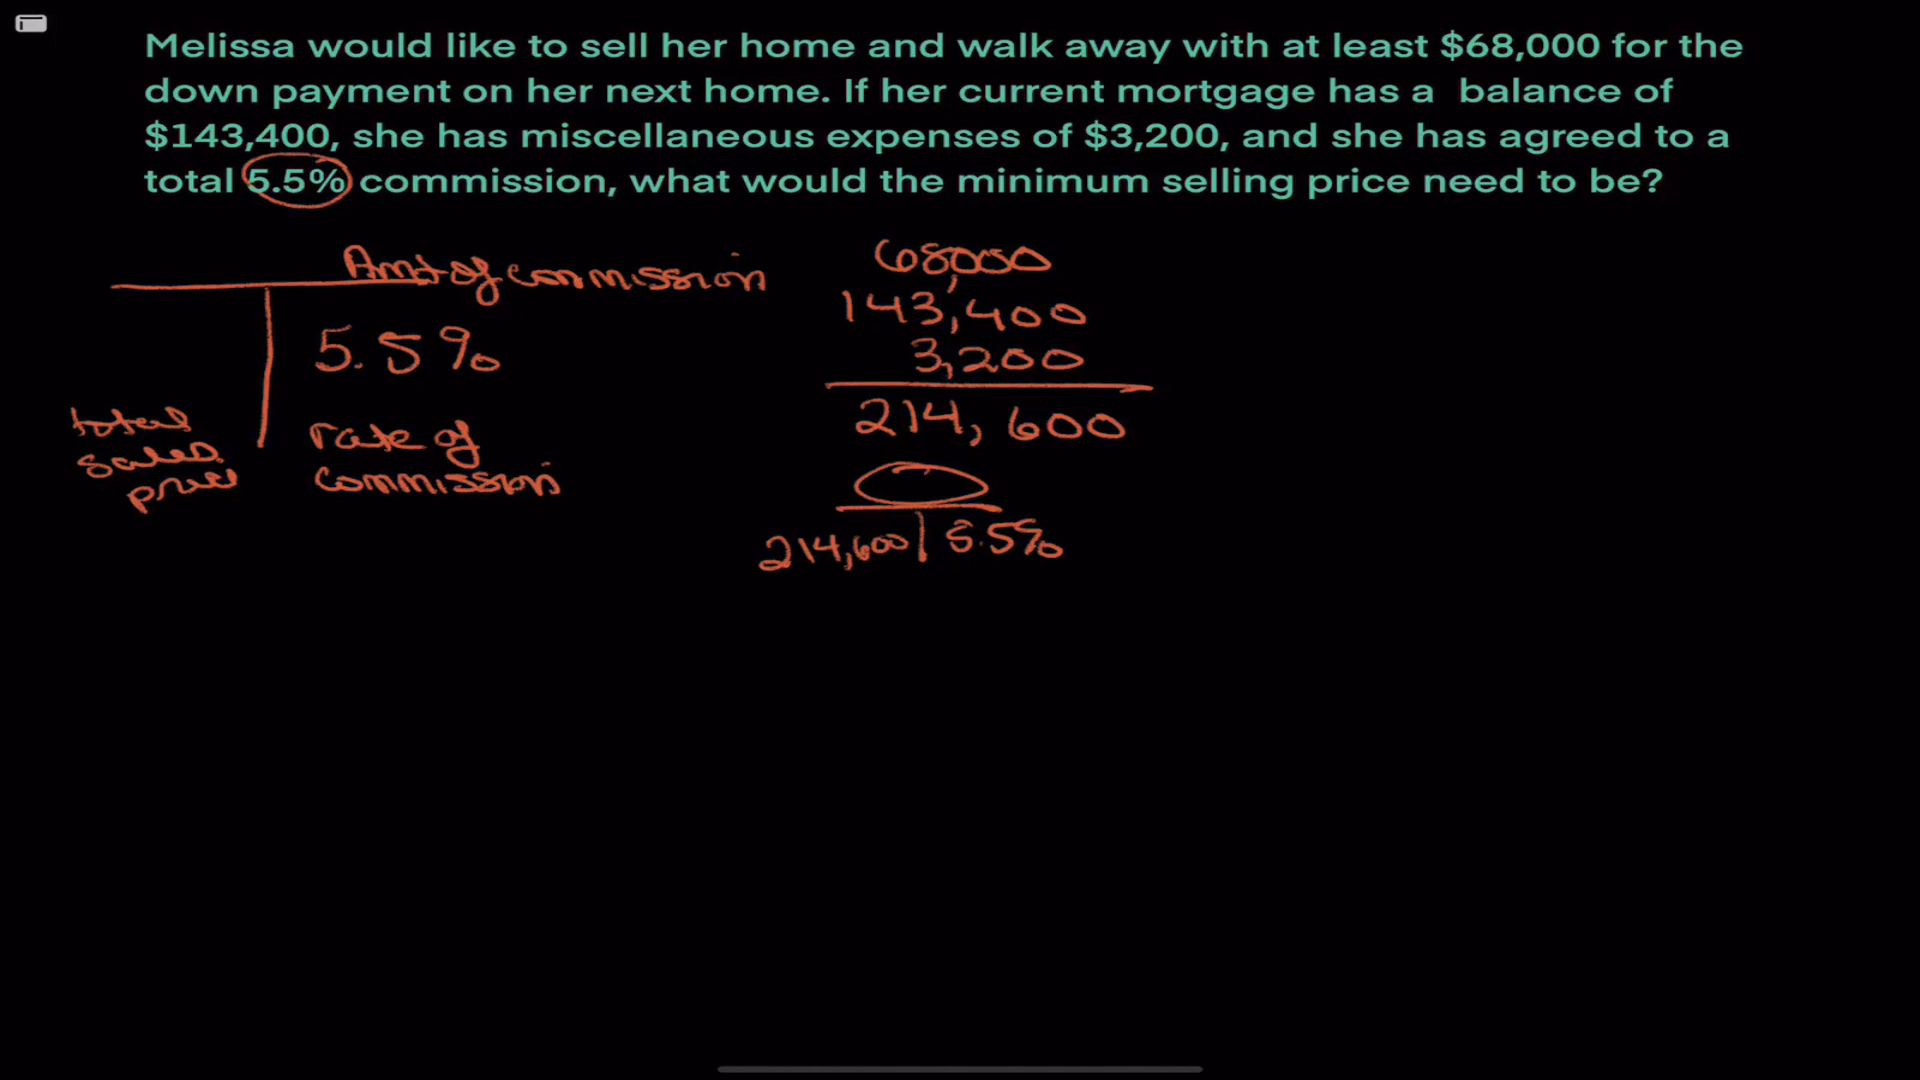 Melissa would like to sell her home and walk away with at least $68,000 for the
down payment on her next home. If her current mortgage has a balance of
$143,400, she has miscellaneous expenses of $3,200, and she has agreed to a
total 5.5% commission, what would the minimum selling price need to be?
Amt of commission
5.5%
total
sales
price
rate of
commission
68,000
143,400
3,200
214,600
214,600 5.5%